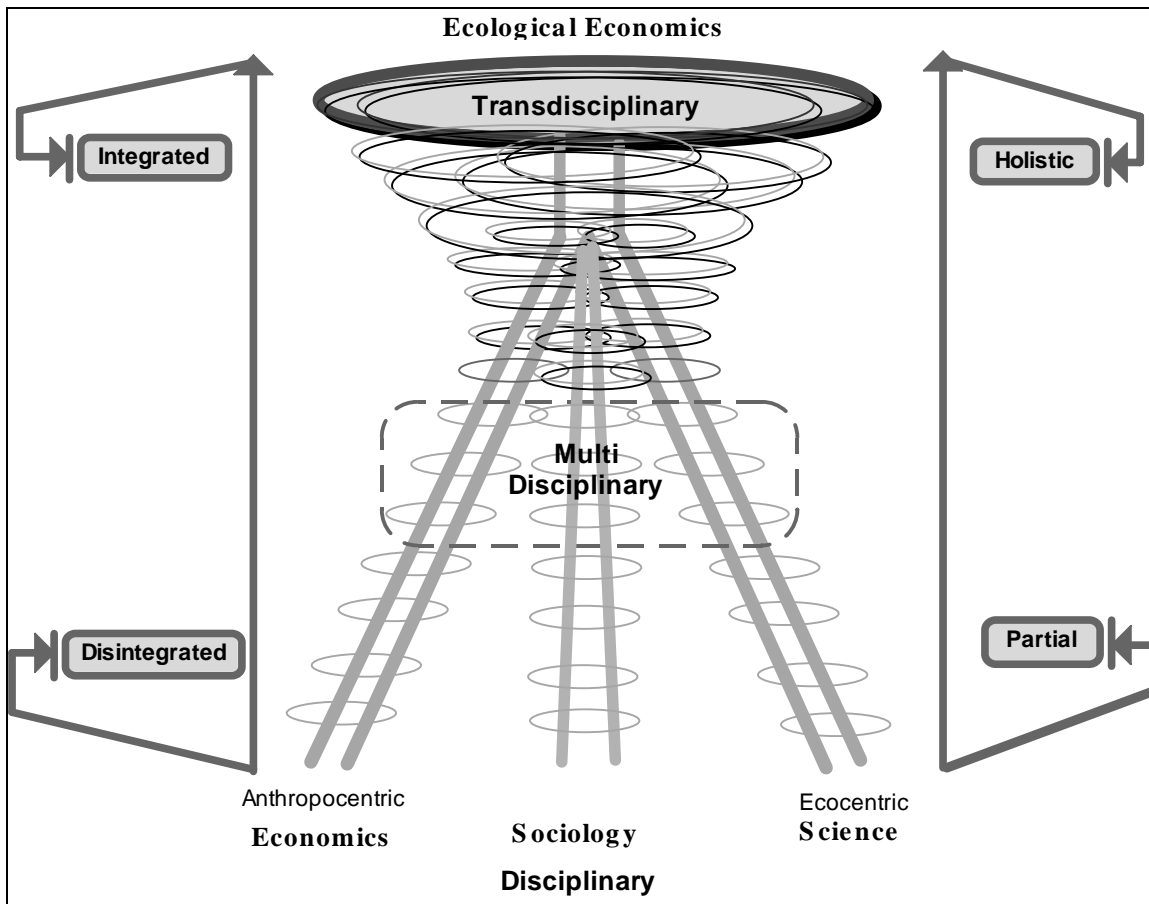 Ecological Economics
Transdisciplinary
Integrated
Holistic
Multi
Disciplinary
Disintegrated
Partial
Anthropocentric
Economics
Sociology
Ecocentric
Science
Disciplinary